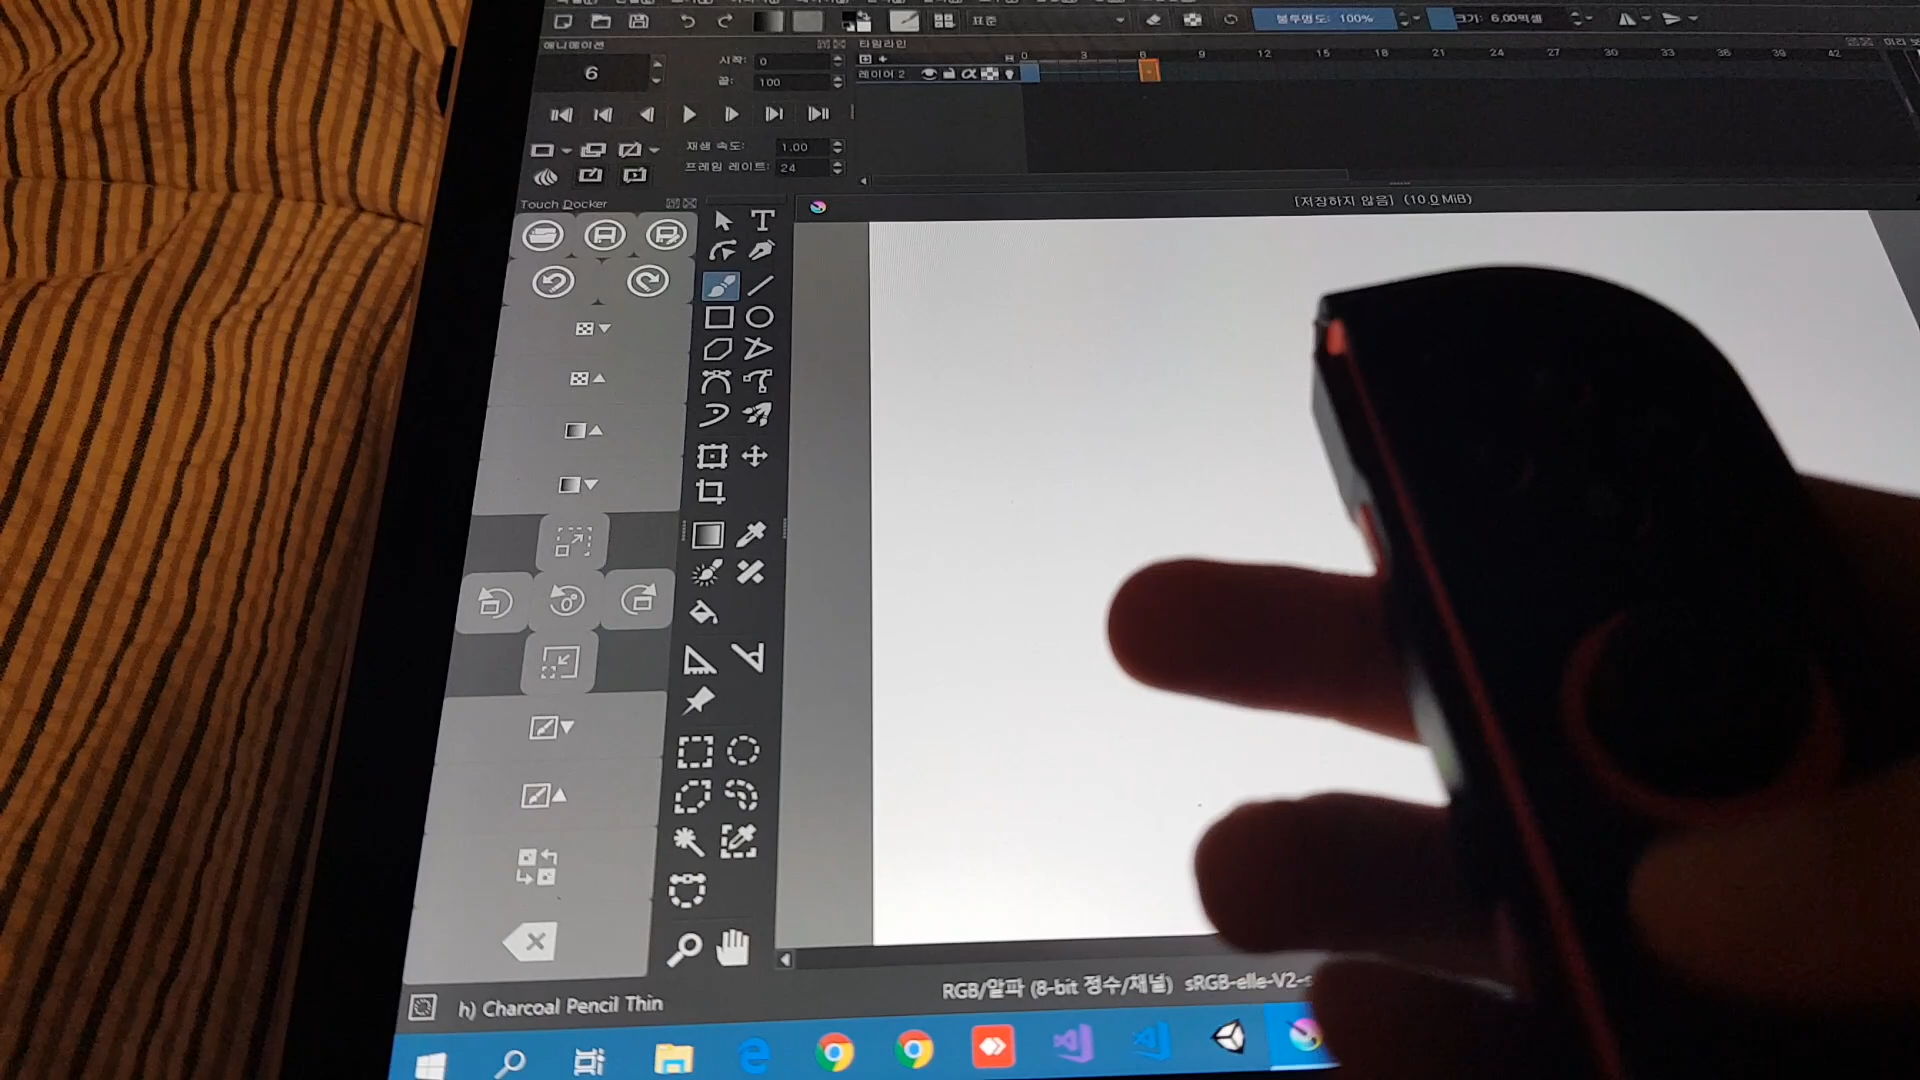 표준
불투명도: 100%
크기: 6.00픽셀
애니메이션
타임라인
6
시작: 0
끝: 100
0 3 6 9 12 15 18 21 24 27 30 33 36 39 42
레이어 2
재생 속도: 1.00
프레임 레이트: 24
Touch Docker
[저장하지 않음] (10.0 MiB)
RGB/알파 (8-bit 정수/채널) sRGB-elle-V2-s
h) Charcoal Pencil Thin